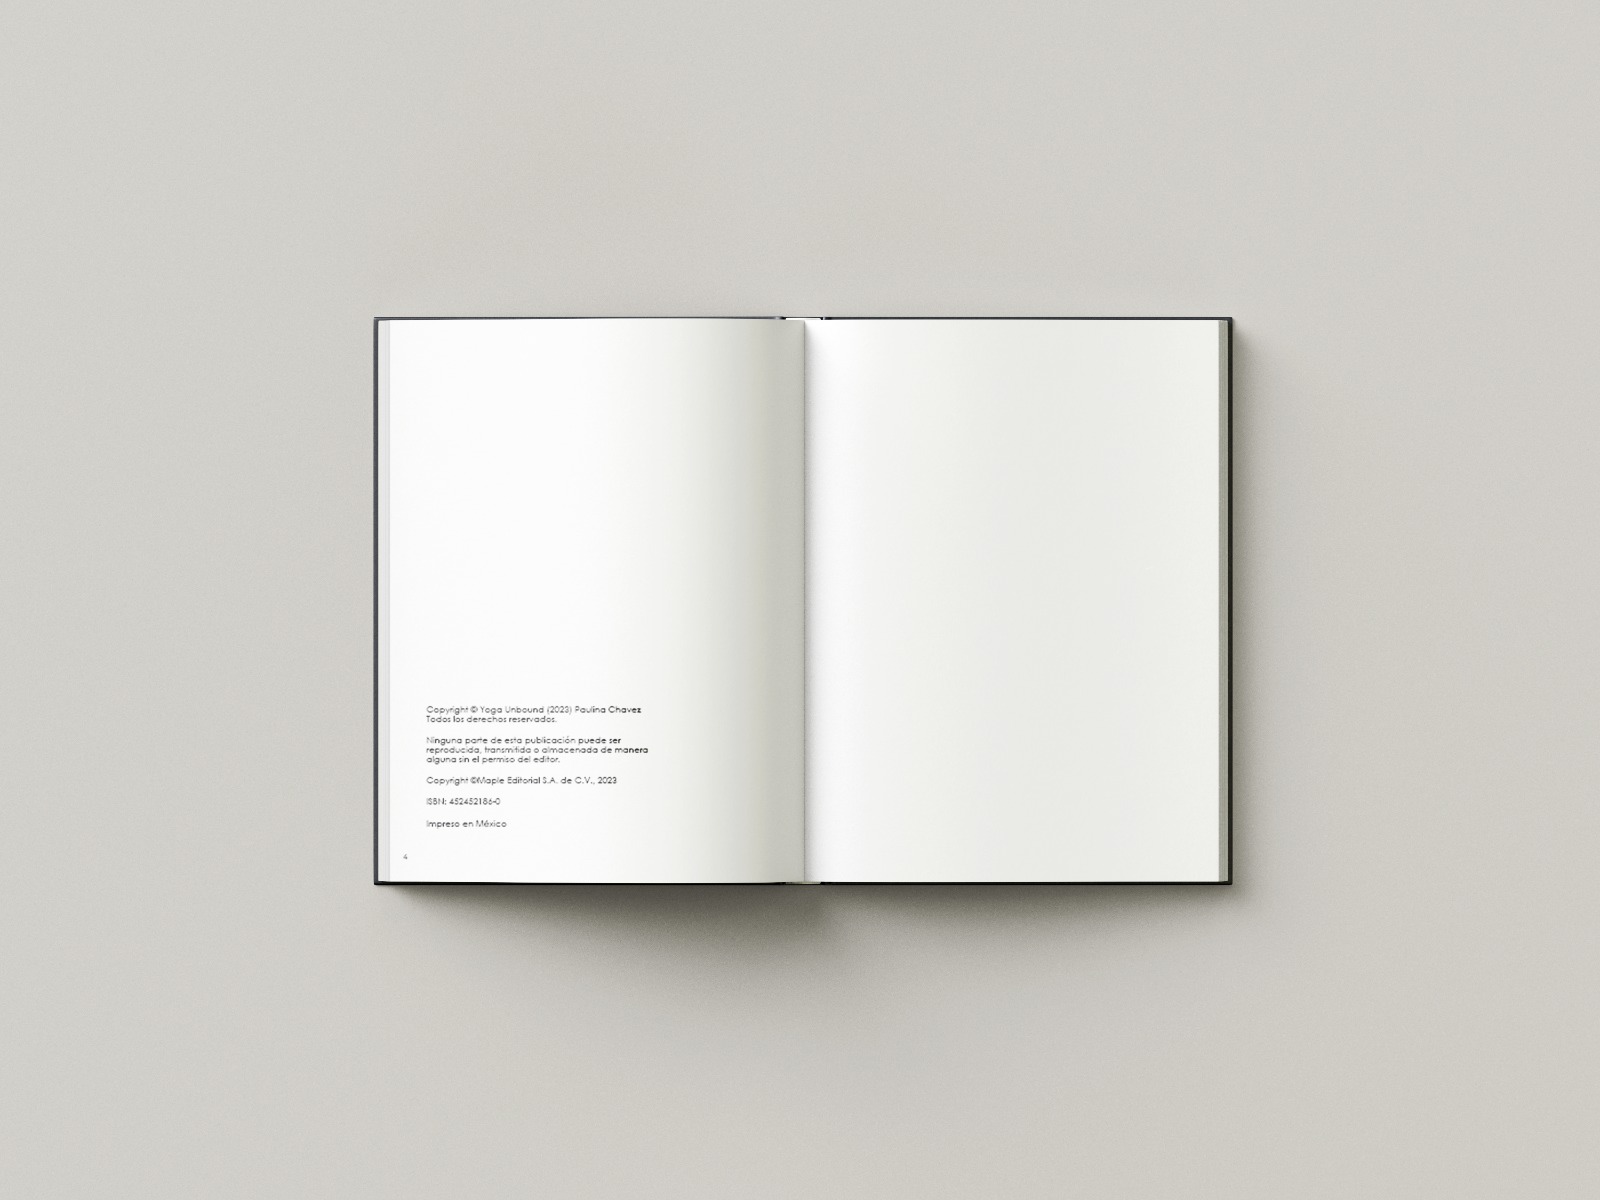 Copyright © Yoga Unbound (2023) Paulina Chavez
Todos los derechos reservados.
Ninguna parte de esta publicación puede ser
reproducida, transmitida o almacenada de manera
alguna sin el permiso del editor.
Copyright ©Maple Editorial S.A. de C.V., 2023
ISBN: 452452186-0
Impreso en México
4